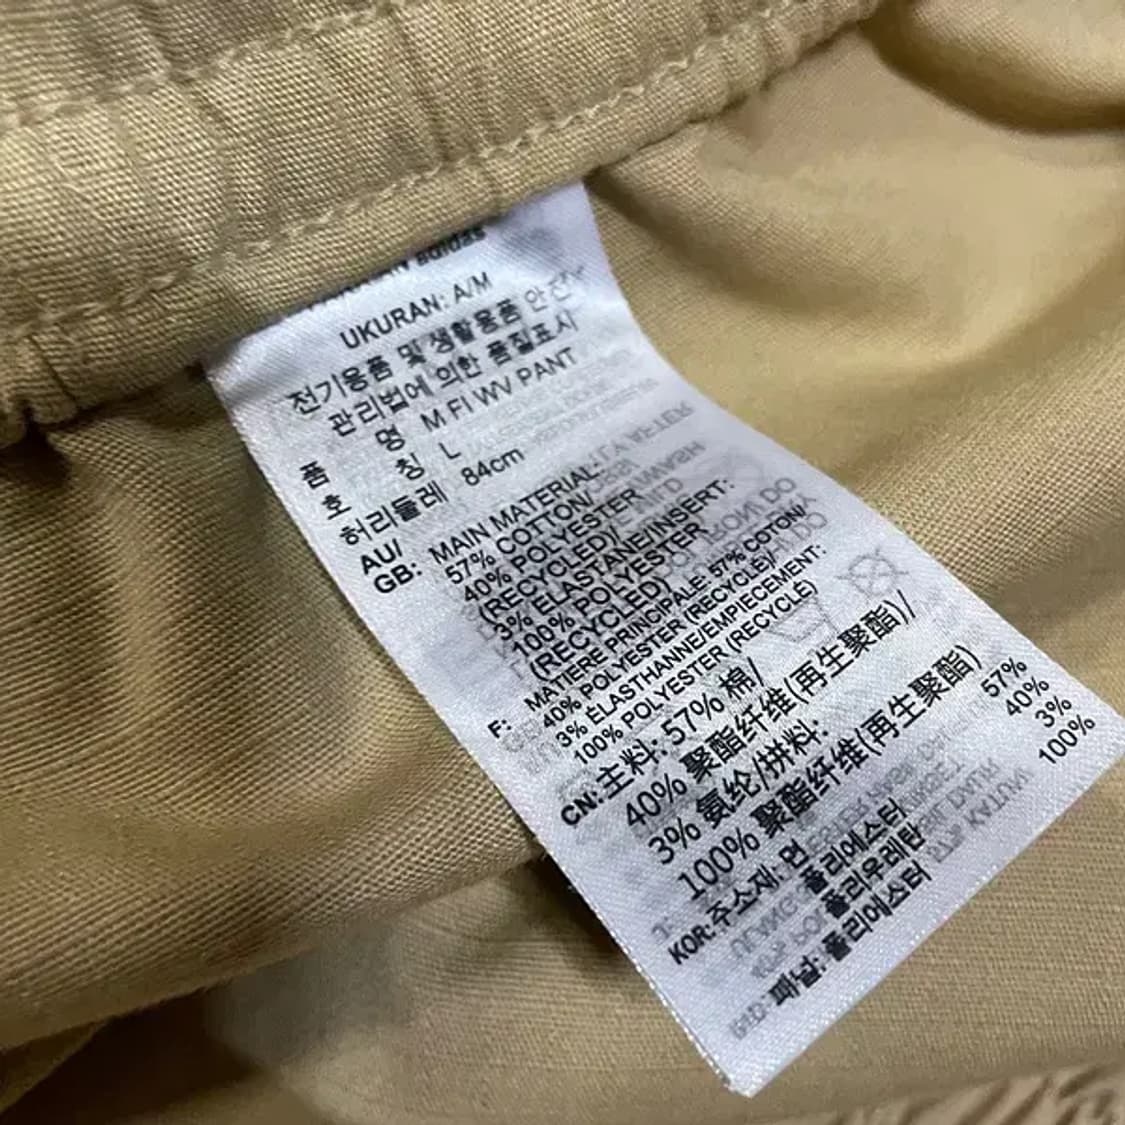 adidas
UKURAN: A/M
전기용품 및 생활용품 안전
관리법에 의한 품질표시
품 명 M FI WV PANT
호 칭 L
허리둘레 84cm
AU/
GB: MAIN MATERIAL:
57% COTTON/
40% POLYESTER
(RECYCLED)/
3% ELASTANE/INSERT:
100% POLYESTER
(RECYCLED)
F: MATIERE PRINCIPALE: 57% COTON/
40% POLYESTER (RECYCLÉ)/
3% ÉLASTHANNE/EMPIECEMENT:
100% POLYESTER (RECYCLÉ)
CN: 主料: 57% 棉/
40% 聚酯纤维(再生聚酯)/
3% 氨纶/拼料:
100% 聚酯纤维(再生聚酯)
KOR: 주소재: 면 57%
폴리에스터 40%
폴리우레탄 3%
패널: 폴리에스터 100%